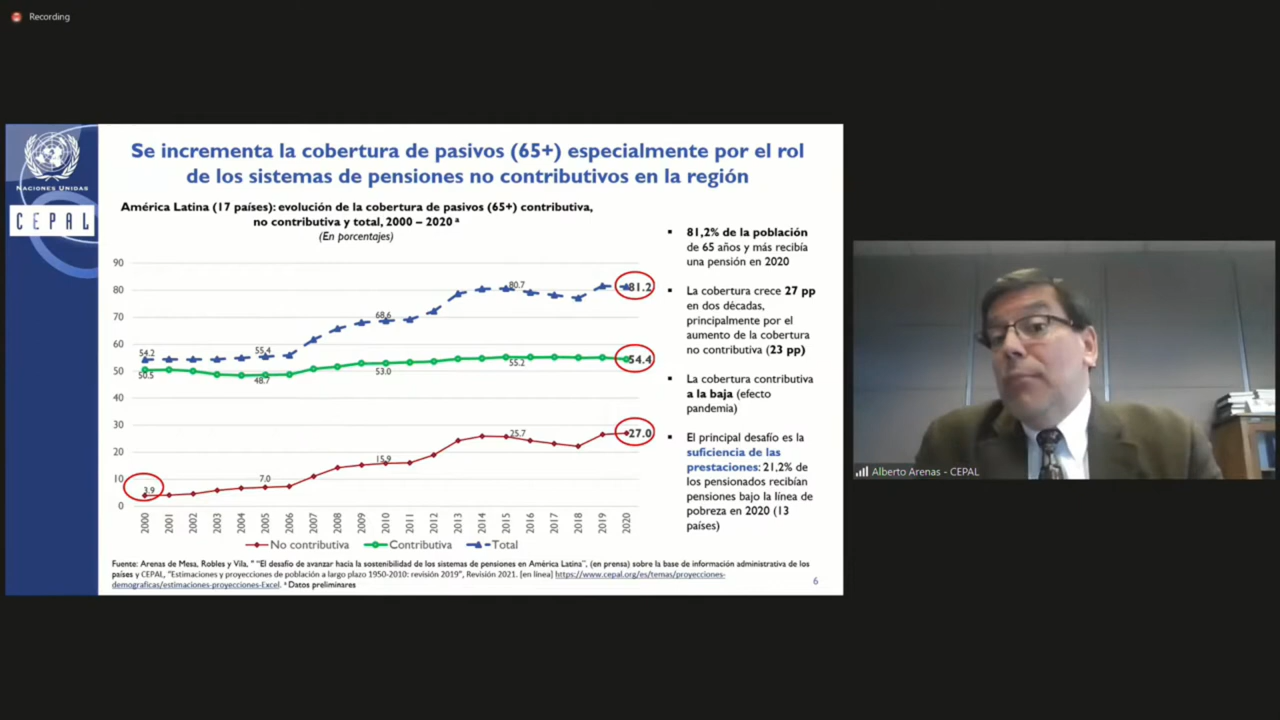 Recording
NACIONES UNIDAS
CEPAL
Se incrementa la cobertura de pasivos (65+) especialmente por el rol
de los sistemas de pensiones no contributivos en la región
América Latina (17 países): evolución de la cobertura de pasivos (65+) contributiva,
no contributiva y total, 2000 – 2020 ª
(En porcentajes)
90
80
70
60
50
40
30
20
10
0
54.2
55.4
68.6
80.7
81.2
50.5
48.7
53.0
55.2
54.4
3.9
7.0
15.9
25.7
27.0
2000 2001 2002 2003 2004 2005 2006 2007 2008 2009 2010 2011 2012 2013 2014 2015 2016 2017 2018 2019 2020
No contributiva Contributiva Total
▪ 81,2% de la población
de 65 años y más recibía
una pensión en 2020
▪ La cobertura crece 27 pp
en dos décadas,
principalmente por el
aumento de la cobertura
no contributiva (23 pp)
▪ La cobertura contributiva
a la baja (efecto
pandemia)
▪ El principal desafío es la
suficiencia de las
prestaciones: 21,2% de
los pensionados recibían
pensiones bajo la línea de
pobreza en 2020 (13
países)
Fuente: Arenas de Mesa, Robles y Vila, " "El desafío de avanzar hacia la sostenibilidad de los sistemas de pensiones en América Latina", (en prensa) sobre la base de información administrativa de los
países y CEPAL, "Estimaciones y proyecciones de población a largo plazo 1950-2010: revisión 2019", Revisión 2021. [en línea] https://www.cepal.org/es/temas/proyecciones-
demograficas/estimaciones-proyecciones-Excel. ª Datos preliminares
6
Alberto Arenas - CEPAL